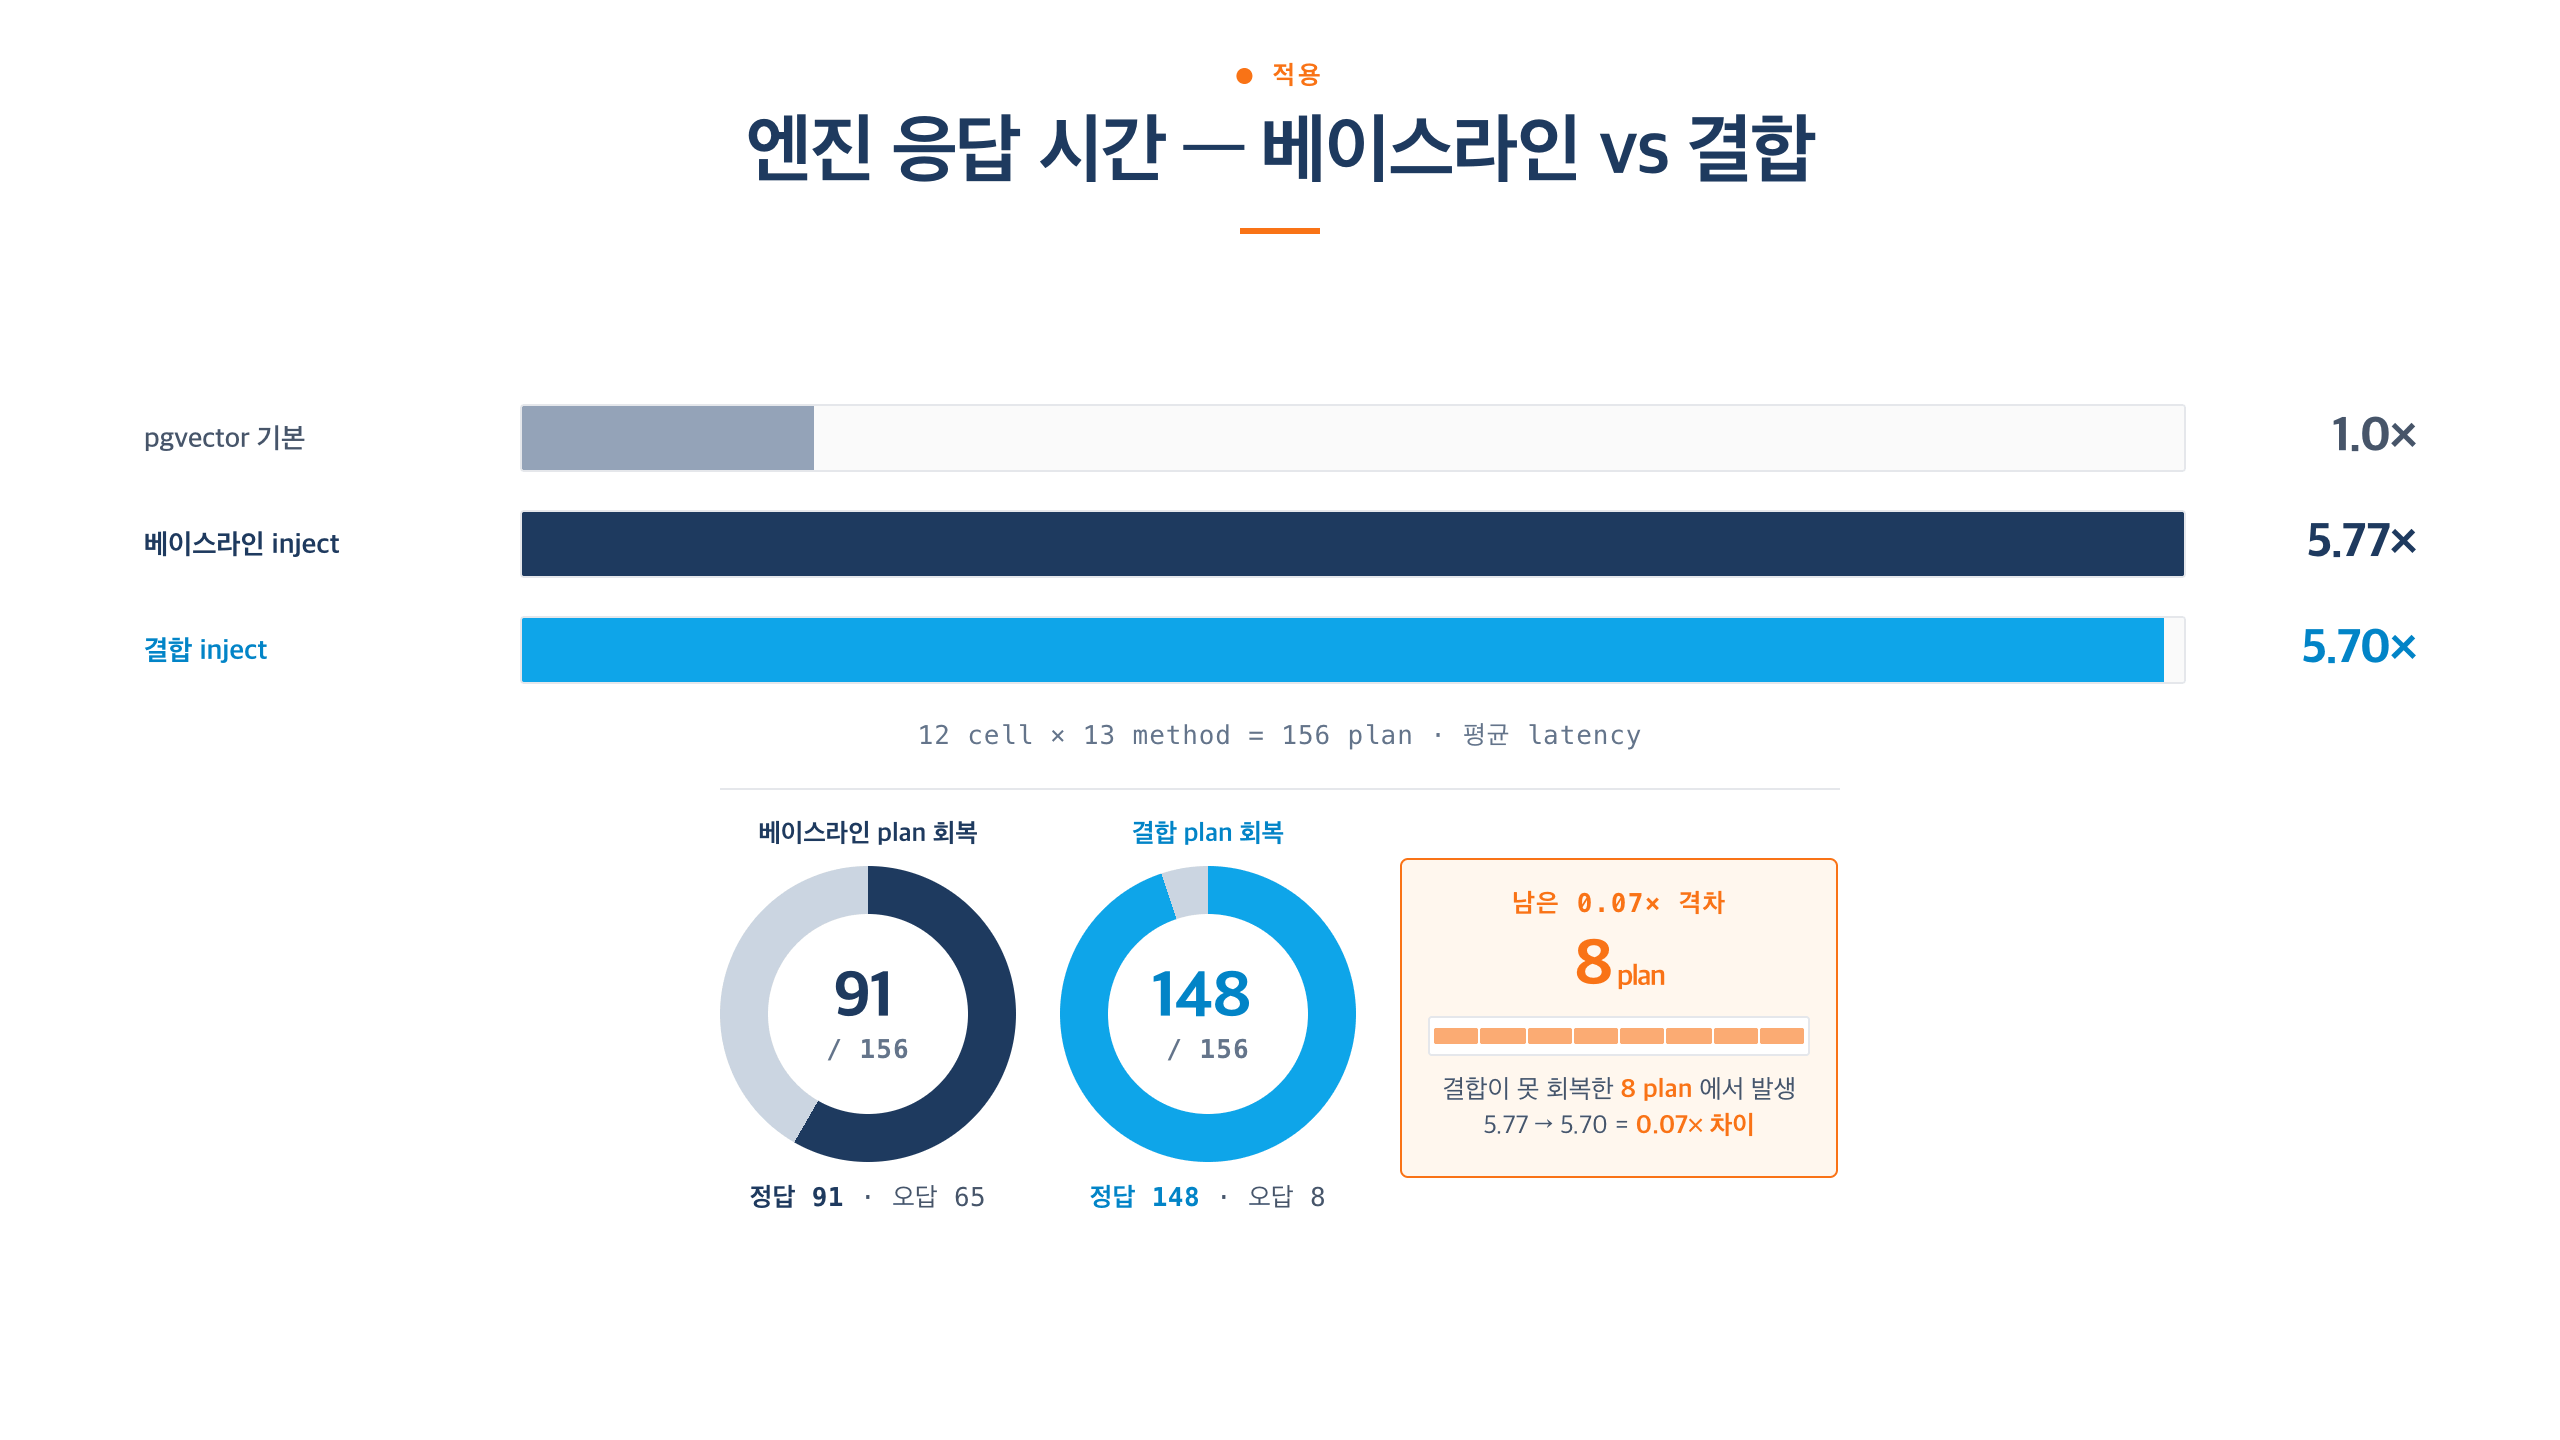 ● 적용
엔진 응답 시간 — 베이스라인 vs 결합
pgvector 기본 1.0×
베이스라인 inject 5.77×
결합 inject 5.70×
12 cell × 13 method = 156 plan · 평균 latency
베이스라인 plan 회복
91
/ 156
정답 91 · 오답 65
결합 plan 회복
148
/ 156
정답 148 · 오답 8
남은 0.07× 격차
8 plan
결합이 못 회복한 8 plan 에서 발생
5.77 → 5.70 = 0.07× 차이